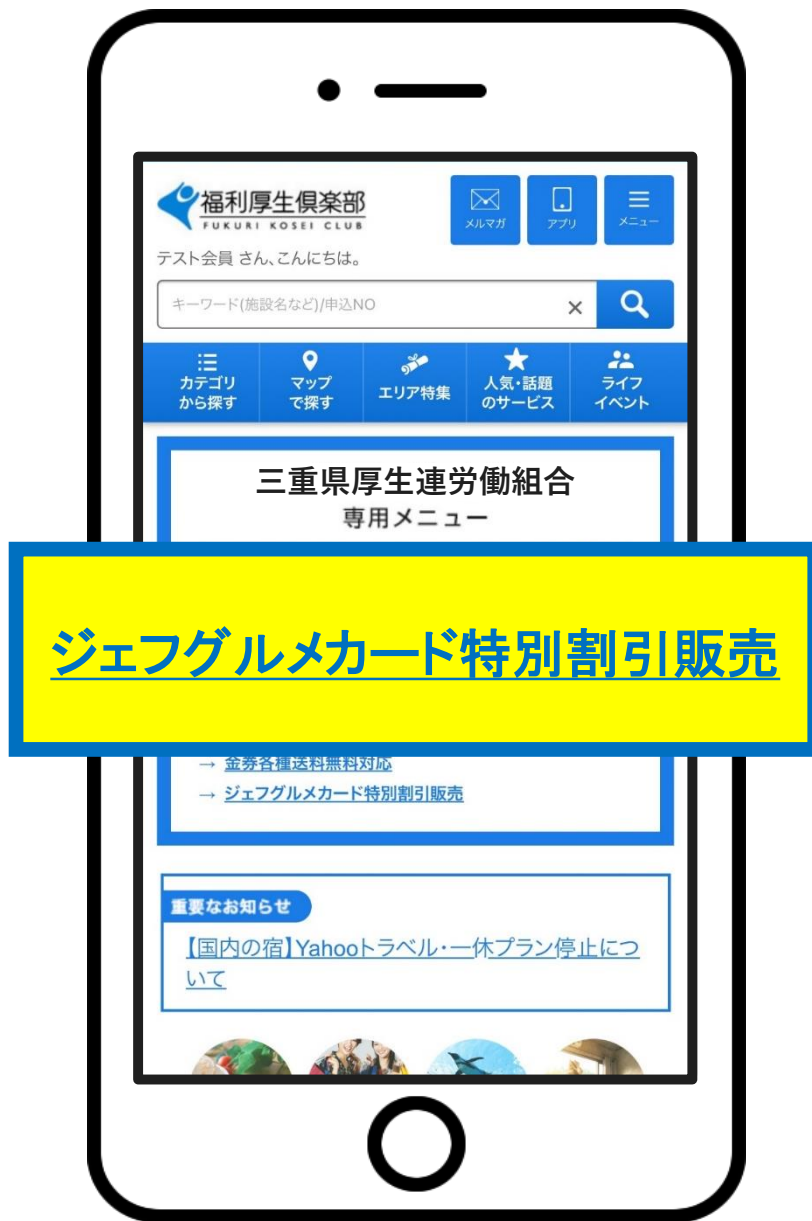 福利厚生倶楽部
FUKURI KOSEI CLUB
メルマガ
アプリ
メニュー
テスト会員 さん、こんにちは。
キーワード(施設名など)/申込NO
カテゴリ
から探す
マップ
で探す
エリア特集
人気・話題
のサービス
ライフ
イベント
三重県厚生連労働組合
専用メニュー
ジェフグルメカード特別割引販売
→ 金券各種送料無料対応
→ ジェフグルメカード特別割引販売
重要なお知らせ
【国内の宿】Yahooトラベル・一休プラン停止につ
いて